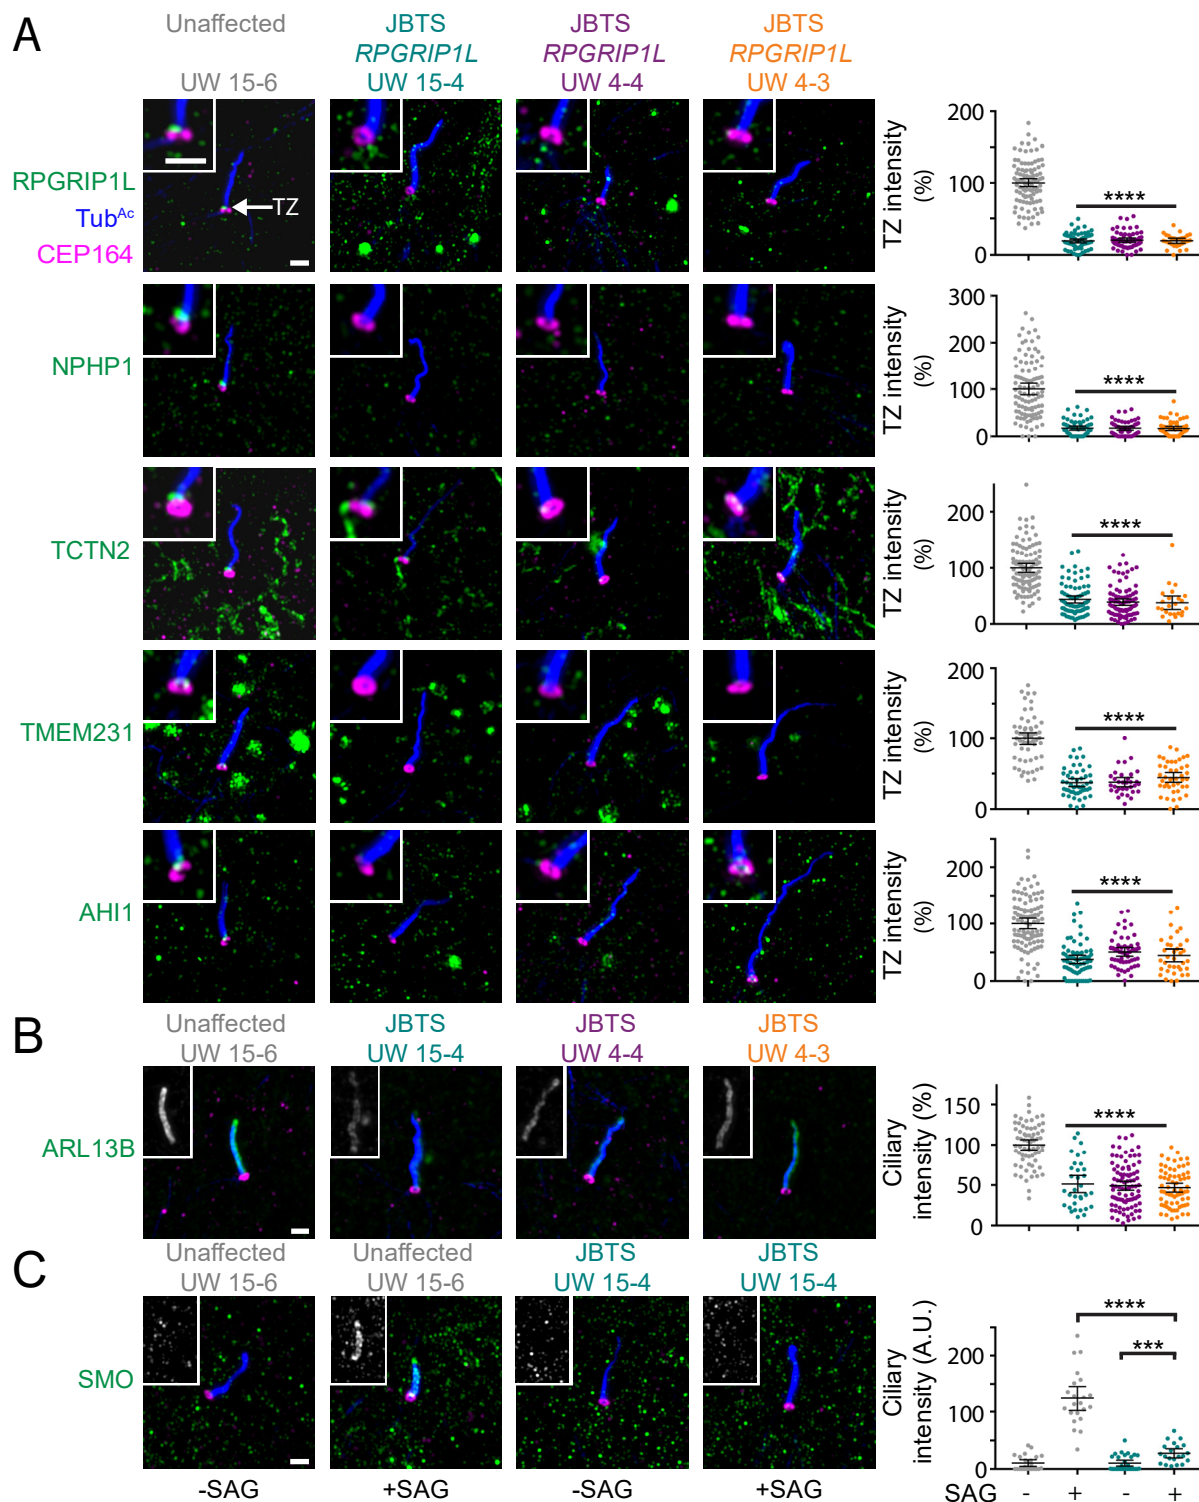 A
Unaffected
UW 15-6
JBTS
RPGRIP1L
UW 15-4
JBTS
RPGRIP1L
UW 4-4
JBTS
RPGRIP1L
UW 4-3
RPGRIP1L
Tub^Ac
CEP164
TZ
TZ intensity
(%)
200
100
0
****
NPHP1
TZ intensity
(%)
300
200
100
0
****
TCTN2
TZ intensity
(%)
200
100
0
****
TMEM231
TZ intensity
(%)
200
100
0
****
AHI1
TZ intensity
(%)
200
100
0
****
B
Unaffected
UW 15-6
JBTS
UW 15-4
JBTS
UW 4-4
JBTS
UW 4-3
ARL13B
Ciliary
intensity (%)
150
100
50
0
****
C
Unaffected
UW 15-6
Unaffected
UW 15-6
JBTS
UW 15-4
JBTS
UW 15-4
SMO
-SAG
+SAG
-SAG
+SAG
Ciliary
intensity (A.U.)
200
100
0
****
***
SAG - + - +